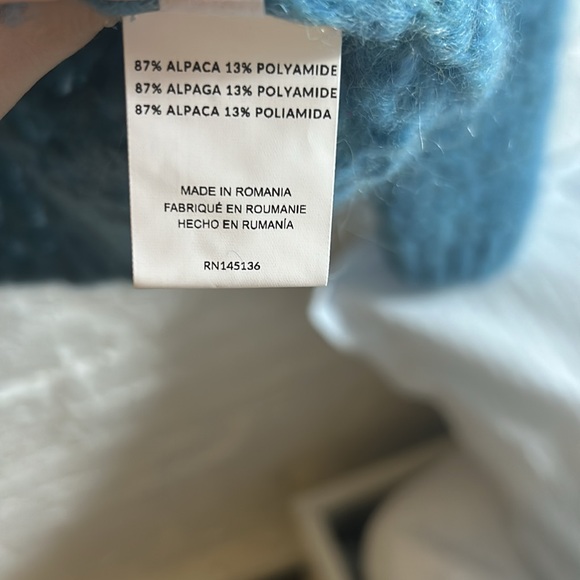 87% ALPACA 13% POLYAMIDE
87% ALPAGA 13% POLYAMIDE
87% ALPACA 13% POLIAMIDA
MADE IN ROMANIA
FABRIQUÉ EN ROUMANIE
HECHO EN RUMANÍA
RN145136